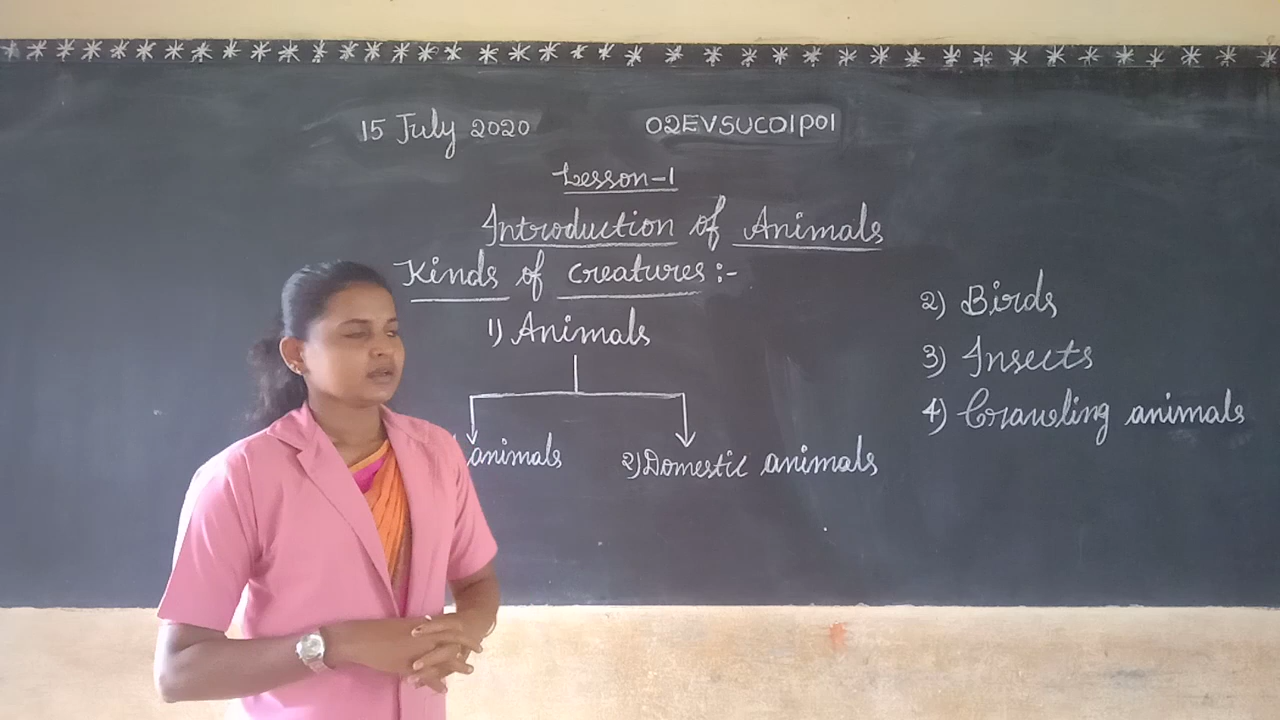 15 July 2020
02EVSUC01P01
Lesson-1
Introduction of Animals
Kinds of creatures:-
1) Animals
animals
2) Domestic animals
2) Birds
3) Insects
4) Crawling animals